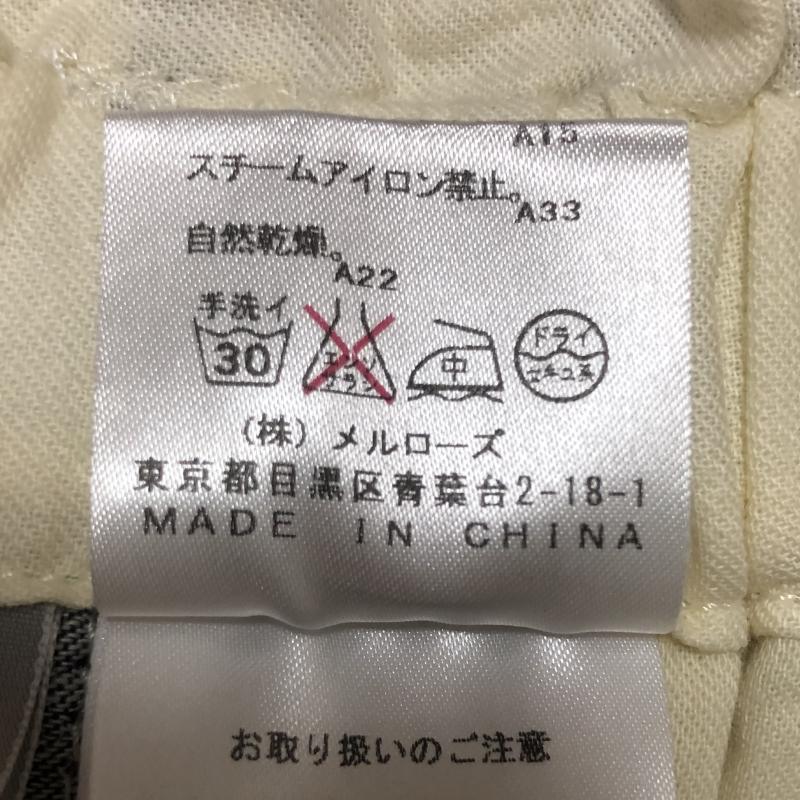 A15
スチームアイロン禁止。
A33
自然乾燥。
A22
手洗イ
30
エンソ
サラシ
中
ドライ
セキユ系
(株) メルローズ
東京都目黒区青葉台2-18-1
MADE IN CHINA
お取り扱いのご注意